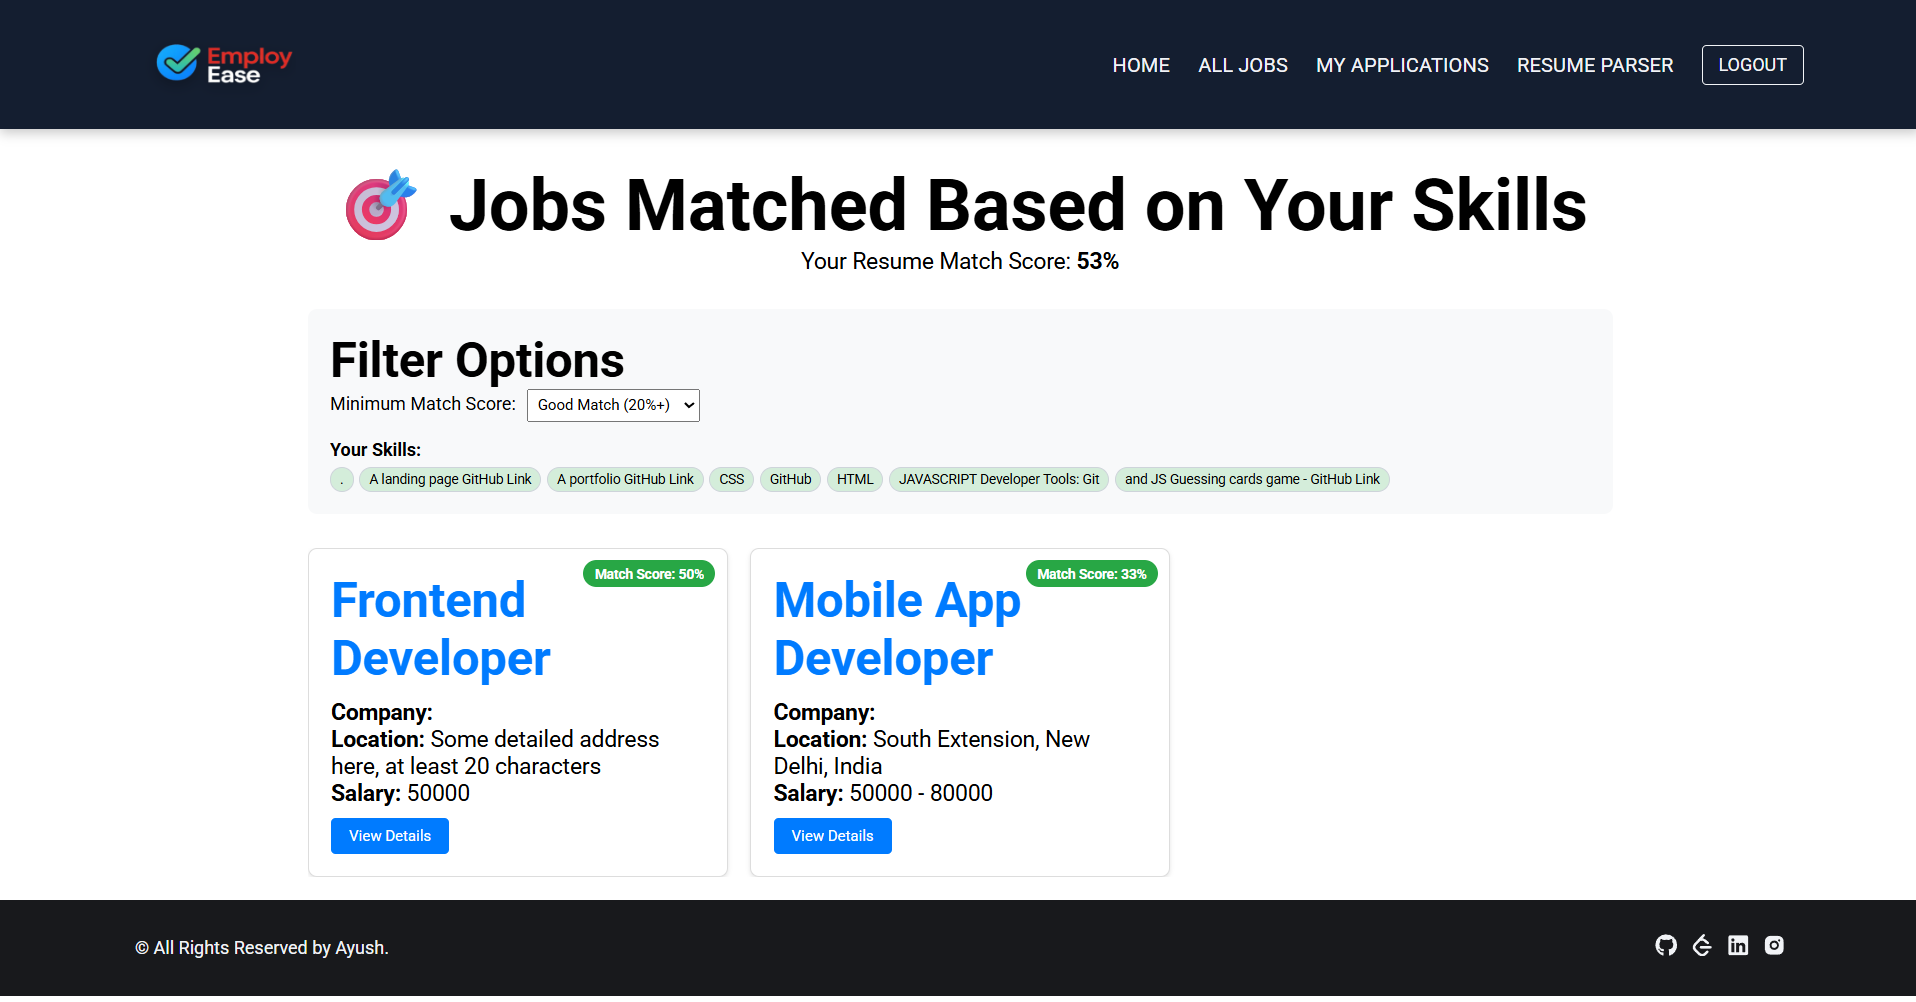 Employ
Ease
HOME ALL JOBS MY APPLICATIONS RESUME PARSER LOGOUT
Jobs Matched Based on Your Skills
Your Resume Match Score: 53%
Filter Options
Minimum Match Score: Good Match (20%+)
Your Skills:
. A landing page GitHub Link A portfolio GitHub Link CSS GitHub HTML JAVASCRIPT Developer Tools: Git and JS Guessing cards game - GitHub Link
Match Score: 50%
Frontend
Developer
Company:
Location: Some detailed address
here, at least 20 characters
Salary: 50000
View Details
Match Score: 33%
Mobile App
Developer
Company:
Location: South Extension, New
Delhi, India
Salary: 50000 - 80000
View Details
© All Rights Reserved by Ayush.